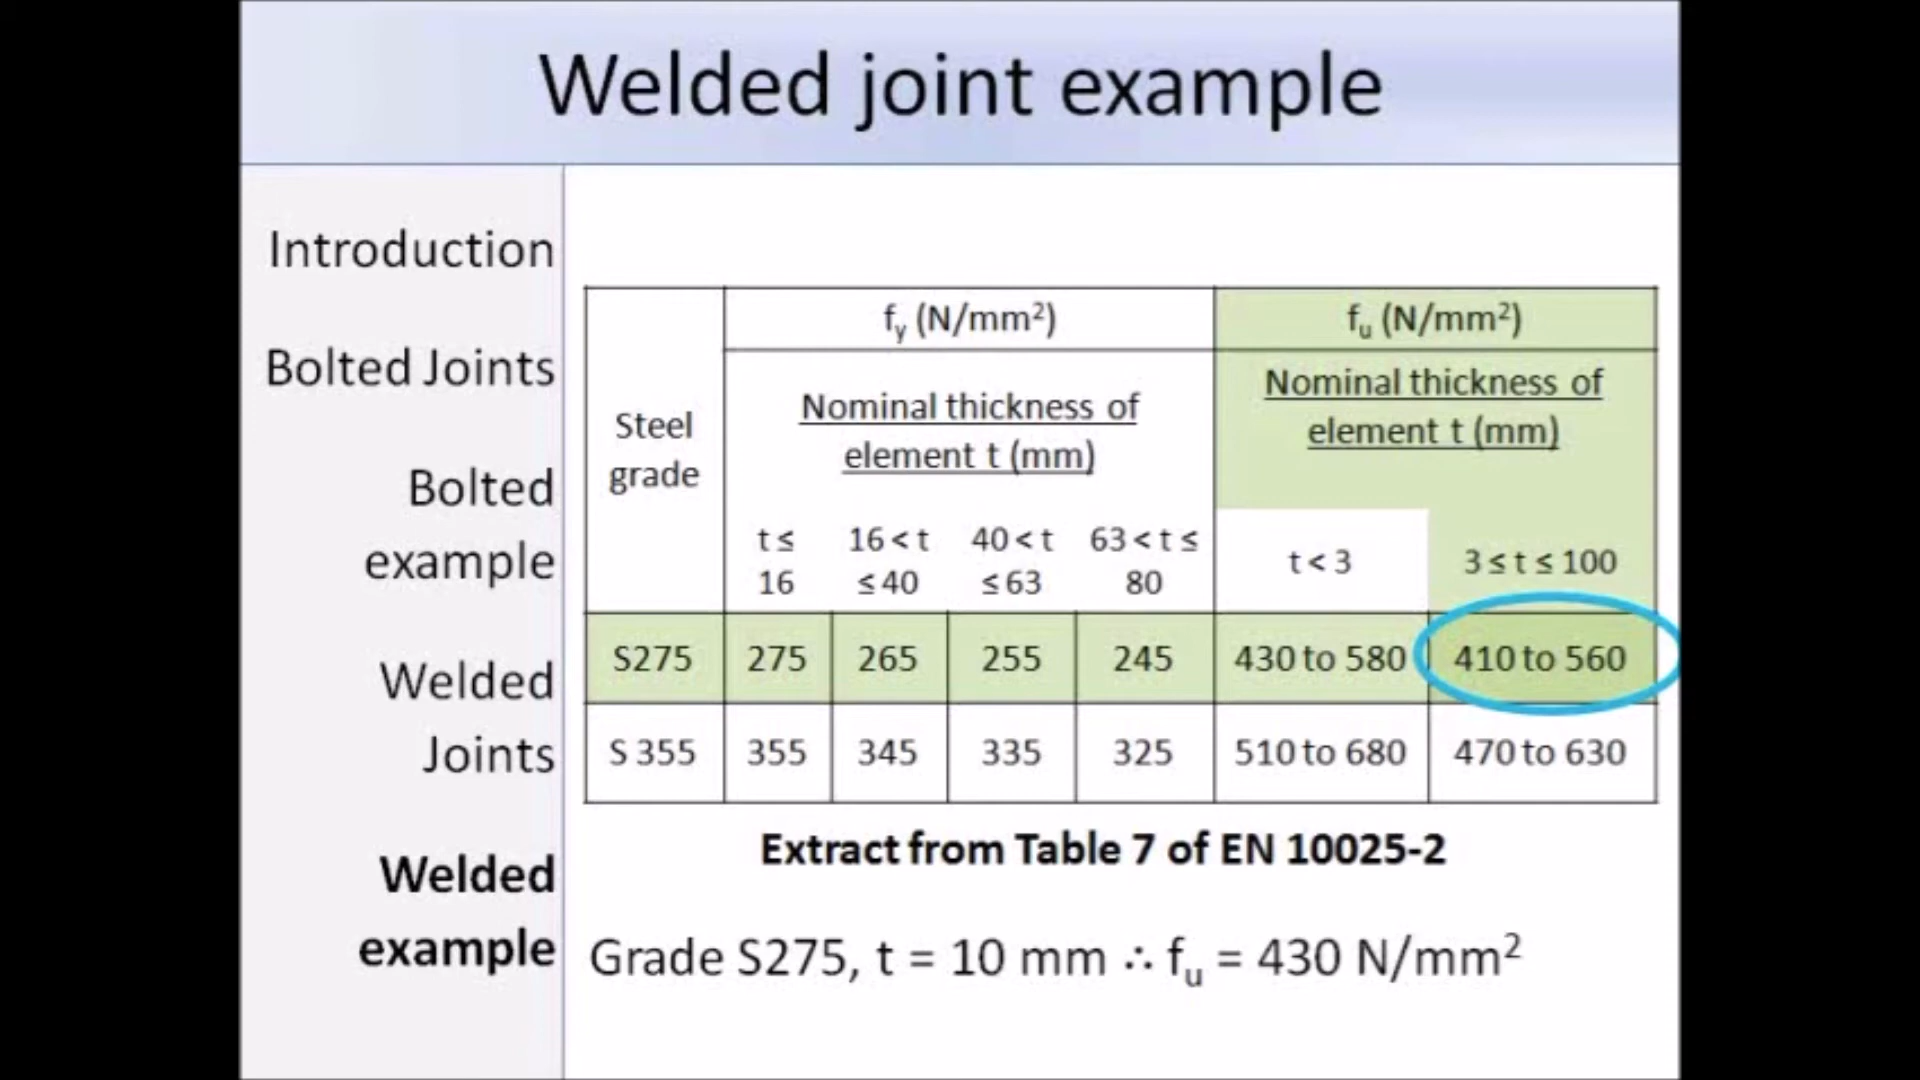 Welded joint example
Introduction
Bolted Joints
Bolted
example
Welded
Joints
Welded
example
Steel
grade
f_y (N/mm²)
Nominal thickness of
element t (mm)
t ≤
16
16 < t
≤ 40
40 < t
≤ 63
63 < t ≤
80
f_u (N/mm²)
Nominal thickness of
element t (mm)
t < 3
3 ≤ t ≤ 100
S275 275 265 255 245 430 to 580 410 to 560
S 355 355 345 335 325 510 to 680 470 to 630
Extract from Table 7 of EN 10025-2
Grade S275, t = 10 mm ∴ f_u = 430 N/mm²